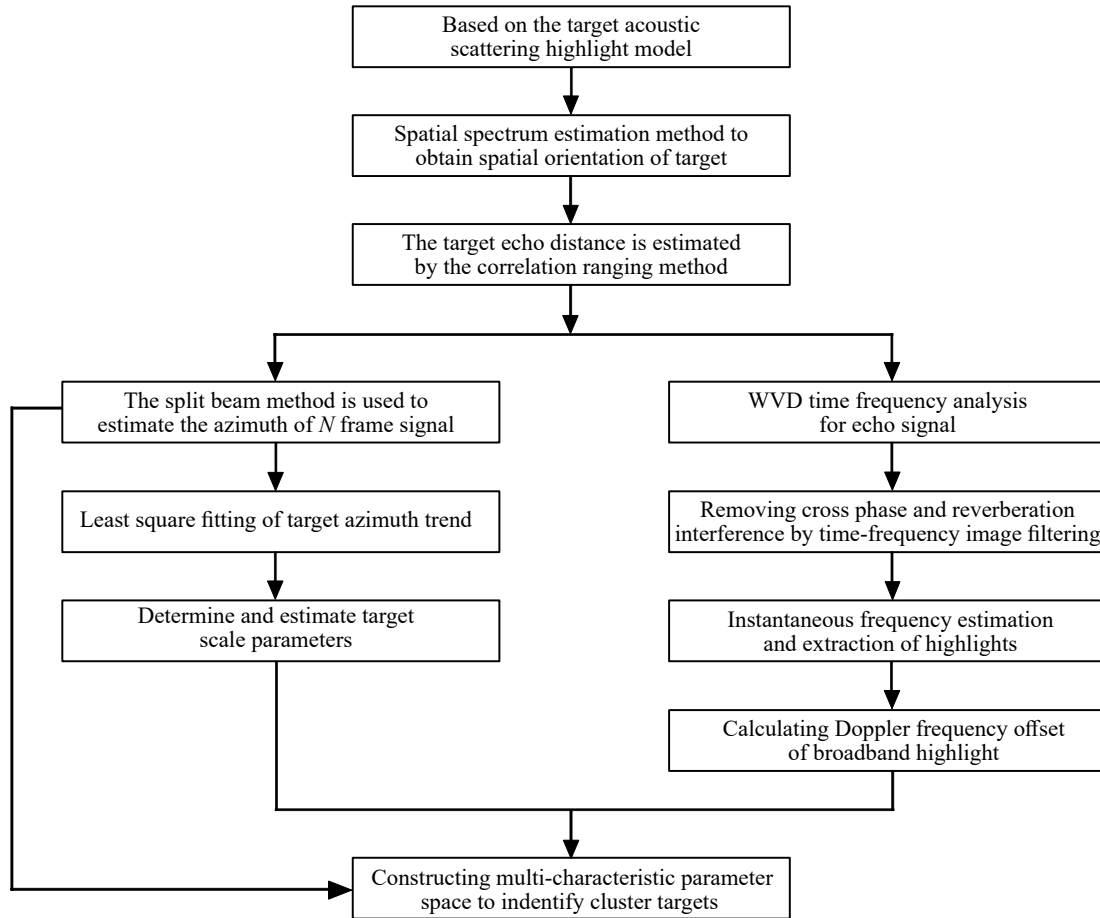 Based on the target acoustic
scattering highlight model
Spatial spectrum estimation method to
obtain spatial orientation of target
The target echo distance is estimated
by the correlation ranging method
The split beam method is used to
estimate the azimuth of N frame signal
Least square fitting of target azimuth trend
Determine and estimate target
scale parameters
WVD time frequency analysis
for echo signal
Removing cross phase and reverberation
interference by time-frequency image filtering
Instantaneous frequency estimation
and extraction of highlights
Calculating Doppler frequency offset
of broadband highlight
Constructing multi-characteristic parameter
space to indentify cluster targets